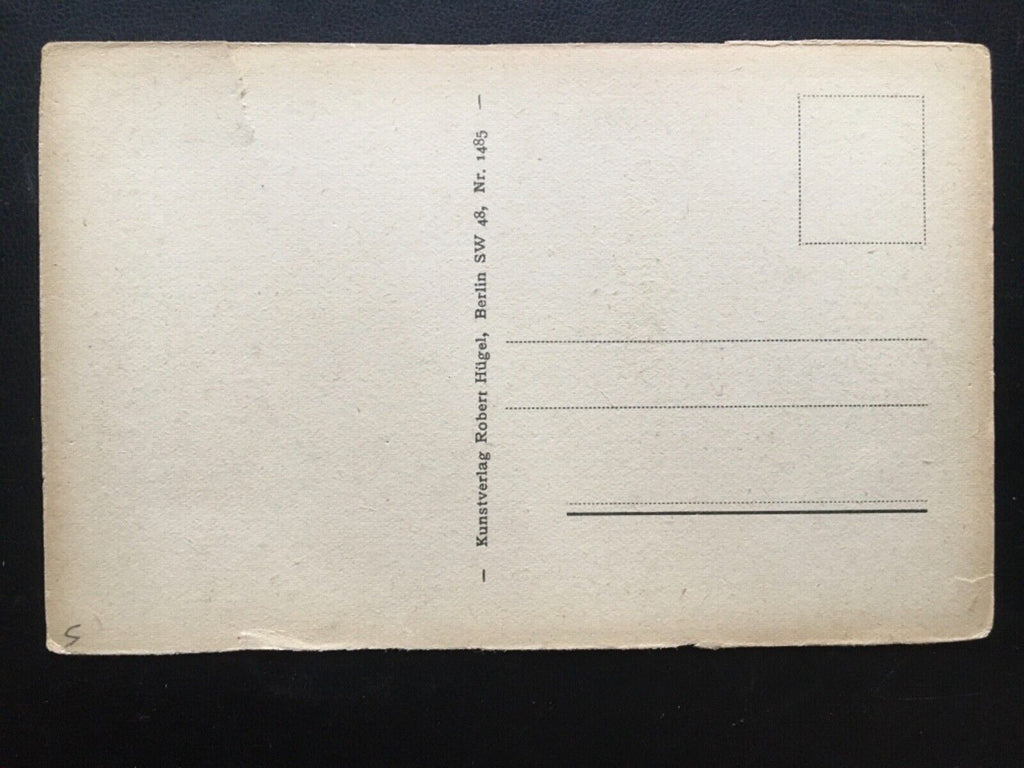 — Kunstverlag Robert Hügel, Berlin SW 48, Nr. 1485 —
5